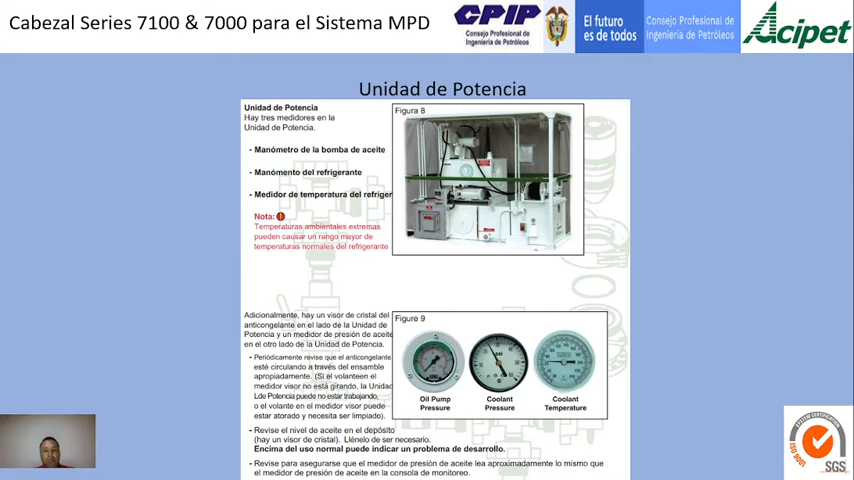 Cabezal Series 7100 & 7000 para el Sistema MPD
CPIP
Consejo Profesional de
Ingeniería de Petróleos
El futuro
es de todos
Consejo Profesional de
Ingeniería de Petróleos
Acipet
Unidad de Potencia
Unidad de Potencia
Hay tres medidores en la
Unidad de Potencia.
- Manómetro de la bomba de aceite
- Manómento del refrigerante
- Medidor de temperatura del refriger
Nota:
Temperaturas ambientales extremas
pueden causar un rango mayor de
temperaturas normales del refrigerante
Figura 8
Adicionalmente, hay un visor de cristal del
anticongelante en el lado de la Unidad de
Potencia y un medidor de presión de aceite
en el otro lado de la Unidad de Potencia.
- Periódicamente revise que el anticongelante
esté circulando a través del ensamble
apropiadamente. (Si el volanteen el
medidor visor no está girando, la Unidad
Lde Potencia puede no estar trabajando,
o el volante en el medidor visor puede
estar atorado y necesita ser limpiado).
Figura 9
psi
Oil Pump
Pressure
Coolant
Pressure
Coolant
Temperature
- Revise el nivel de aceite en el depósito
(hay un visor de cristal). Llénelo de ser necesario.
Encima del uso normal puede indicar un problema de desarrollo.
- Revise para asegurarse que el medidor de presión de aceite lea aproximadamente lo mismo que
el medidor de presión de aceite en la consola de monitoreo.
SYSTEM CERTIFICATION
ISO 9001
SGS